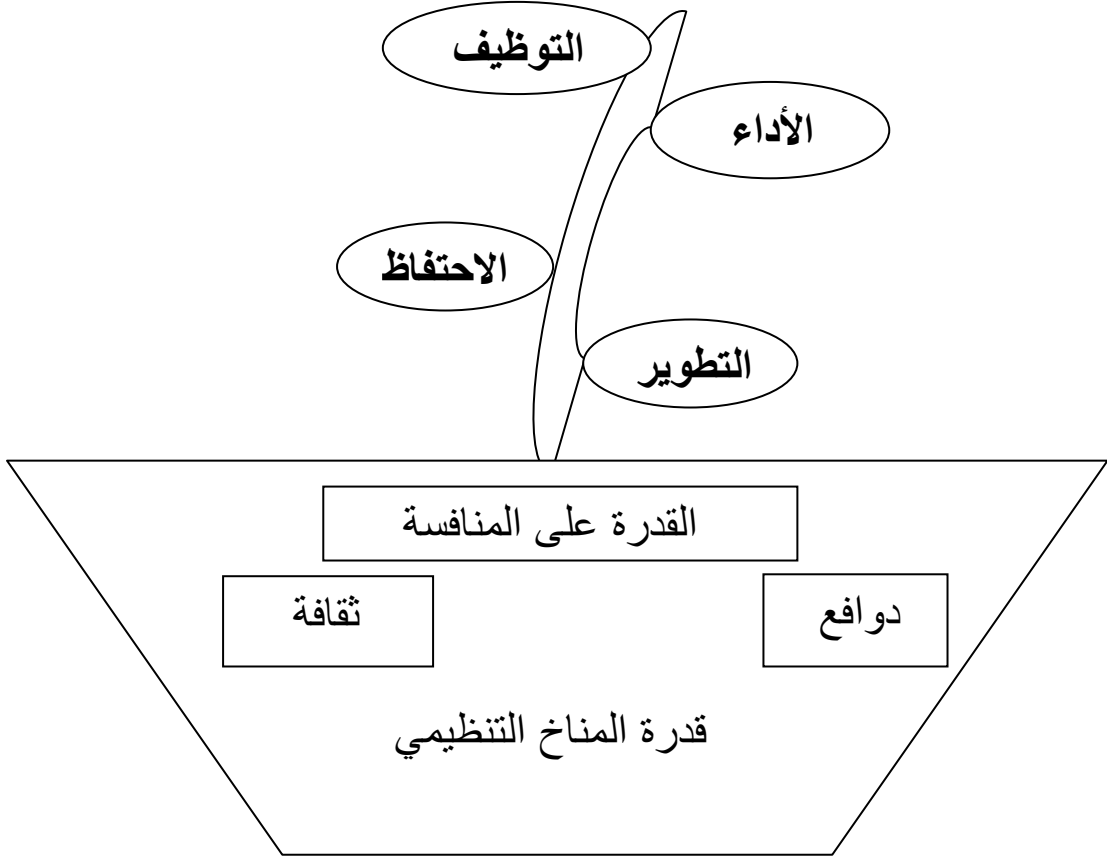 التوظيف
الأداء
الاحتفاظ
التطوير
القدرة على المنافسة
دوافع
ثقافة
قدرة المناخ التنظيمي